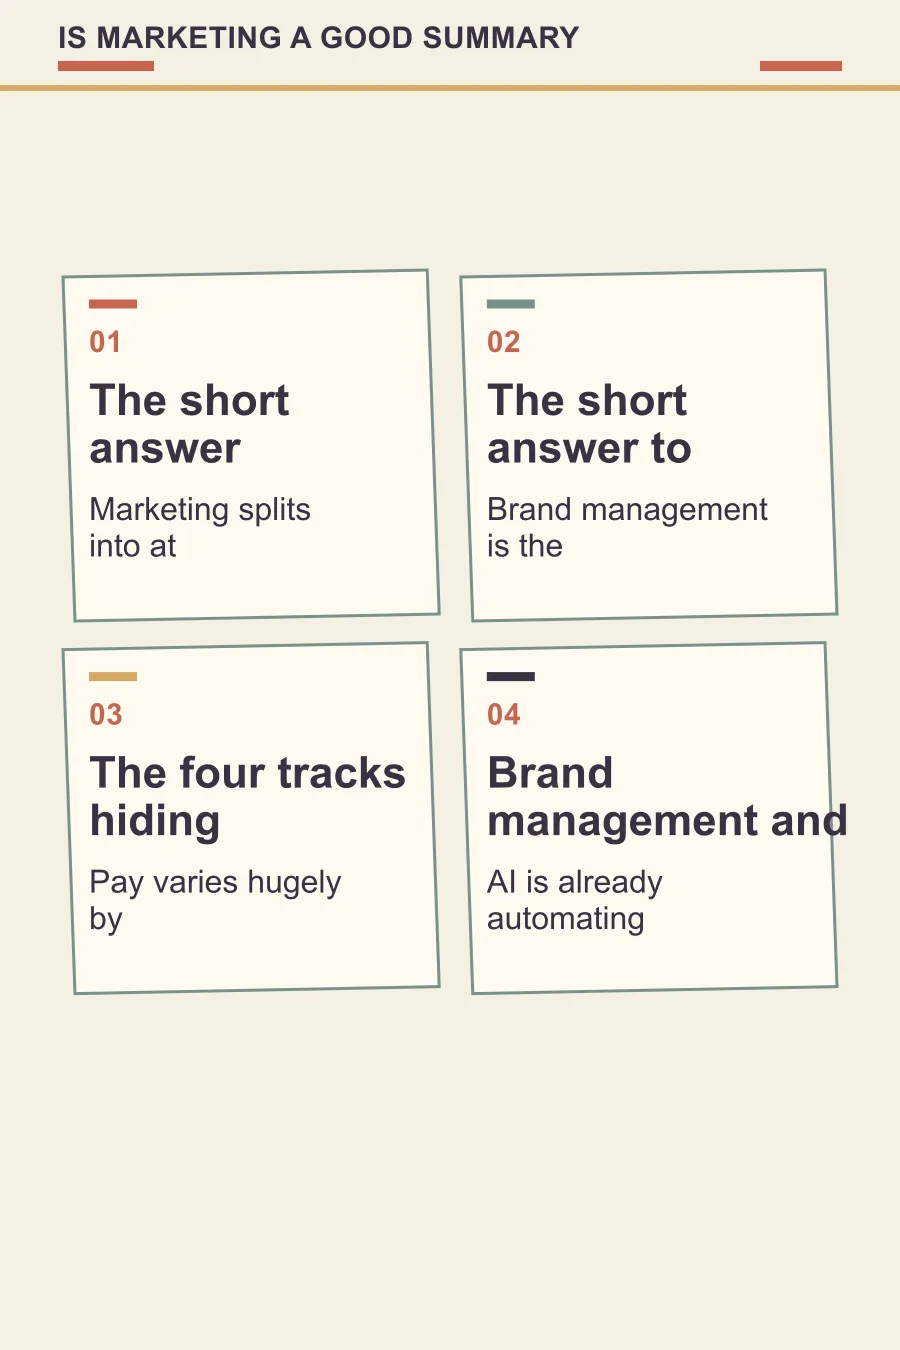 IS MARKETING A GOOD SUMMARY
01
The short
answer
Marketing splits
into at
02
The short
answer to
Brand management
is the
03
The four tracks
hiding
Pay varies hugely
by
04
Brand
management and
AI is already
automating